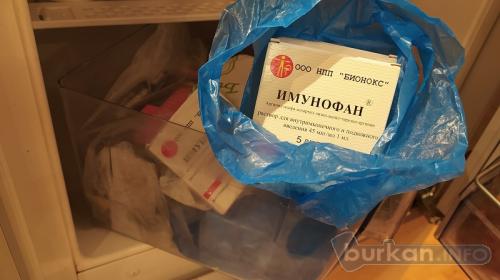 ООО НПП "БИОНОКС"
ИМУНОФАН®
раствор для внутримышечного и подкожного
введения 45 мкг/мл 1 мл
5
burkan.INFO